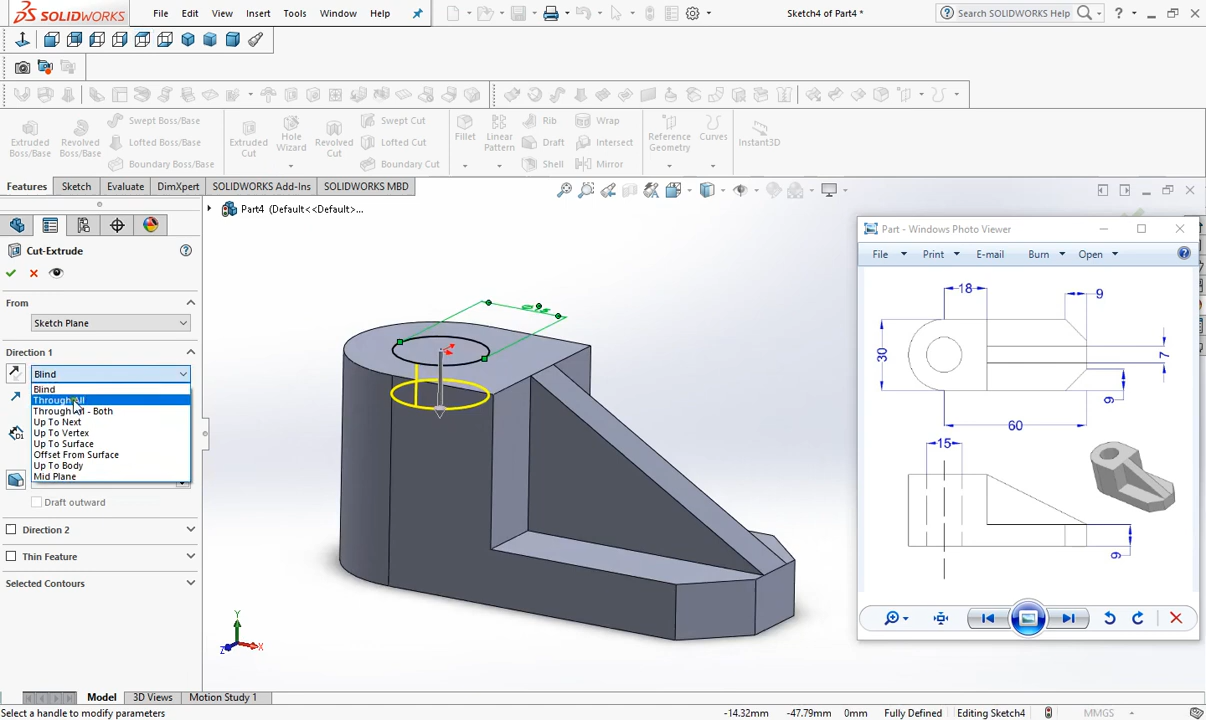 SOLIDWORKS
File Edit View Insert Tools Window Help
Sketch4 of Part4 *
Search SOLIDWORKS Help
?
Extruded Boss/Base
Revolved Boss/Base
Swept Boss/Base
Lofted Boss/Base
Boundary Boss/Base
Extruded Cut
Hole Wizard
Revolved Cut
Swept Cut
Lofted Cut
Boundary Cut
Fillet
Linear Pattern
Rib
Draft
Shell
Wrap
Intersect
Mirror
Reference Geometry
Curves
Instant3D
Features Sketch Evaluate DimXpert SOLIDWORKS Add-Ins SOLIDWORKS MBD
Part4 (Default<<Default>...
Cut-Extrude
From
Sketch Plane
Direction 1
Blind
Blind
Through All
Up To Next
Up To Vertex
Up To Surface
Offset From Surface
Up To Body
Mid Plane
Draft outward
Direction 2
Thin Feature
Selected Contours
Y
X
Z
Part - Windows Photo Viewer
File Print E-mail Burn Open
18
9
30
7
9
60
15
9
Model 3D Views Motion Study 1
Select a handle to modify parameters
-14.32mm -47.79mm 0mm Fully Defined Editing Sketch4 MMGS